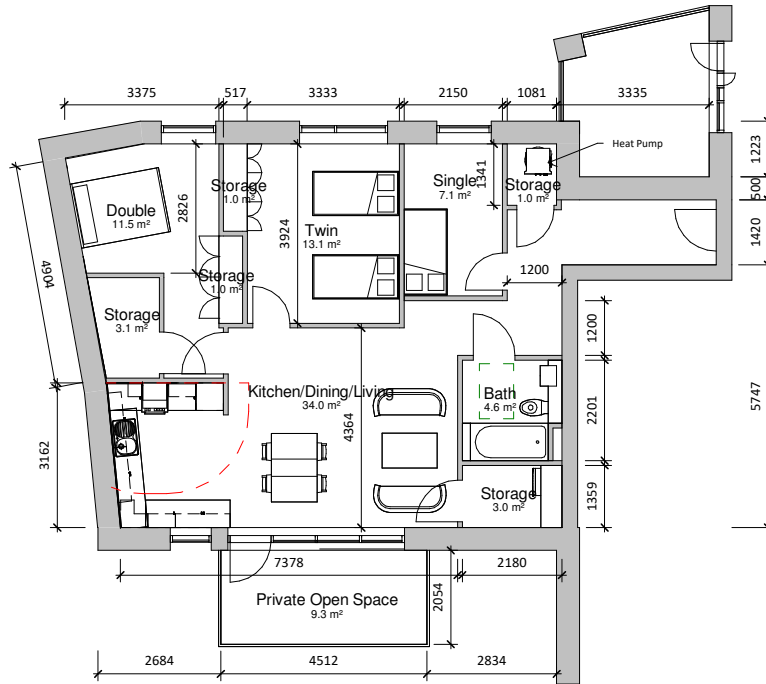 3375
517
3333
2150
1081
3335
Heat Pump
1223
500
1420
1341
2826
3924
4904
Storage
1.0 m²
Single
7.1 m²
Storage
1.0 m²
Double
11.5 m²
Twin
13.1 m²
Storage
1.0 m²
1200
Storage
3.1 m²
1200
Kitchen/Dining/Living
34.0 m²
Bath
4.6 m²
4364
2201
5747
3162
Storage
3.0 m²
1359
7378
2180
Private Open Space
9.3 m²
2054
2684
4512
2834